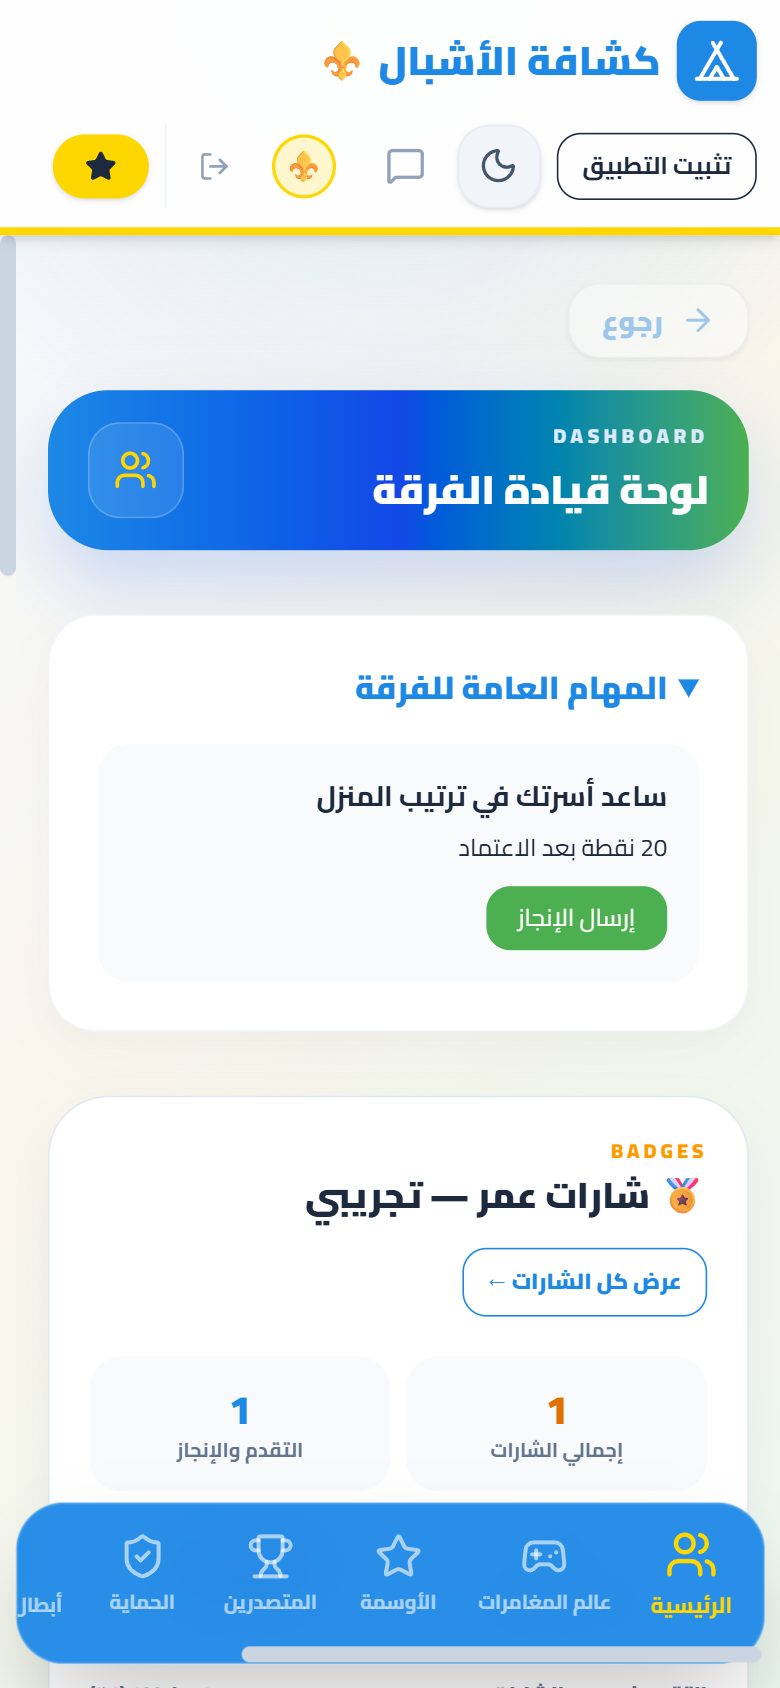 كشافة الأشبال ⚜️
تثبيت التطبيق
رجوع
DASHBOARD
لوحة قيادة الفرقة
▼ المهام العامة للفرقة
ساعد أسرتك في ترتيب المنزل
20 نقطة بعد الاعتماد
إرسال الإنجاز
BADGES
🏅 شارات عمر — تجريبي
عرض كل الشارات ←
1
إجمالي الشارات
1
التقدم والإنجاز
الرئيسية
عالم المغامرات
الأوسمة
المتصدرين
الحماية
أبطال